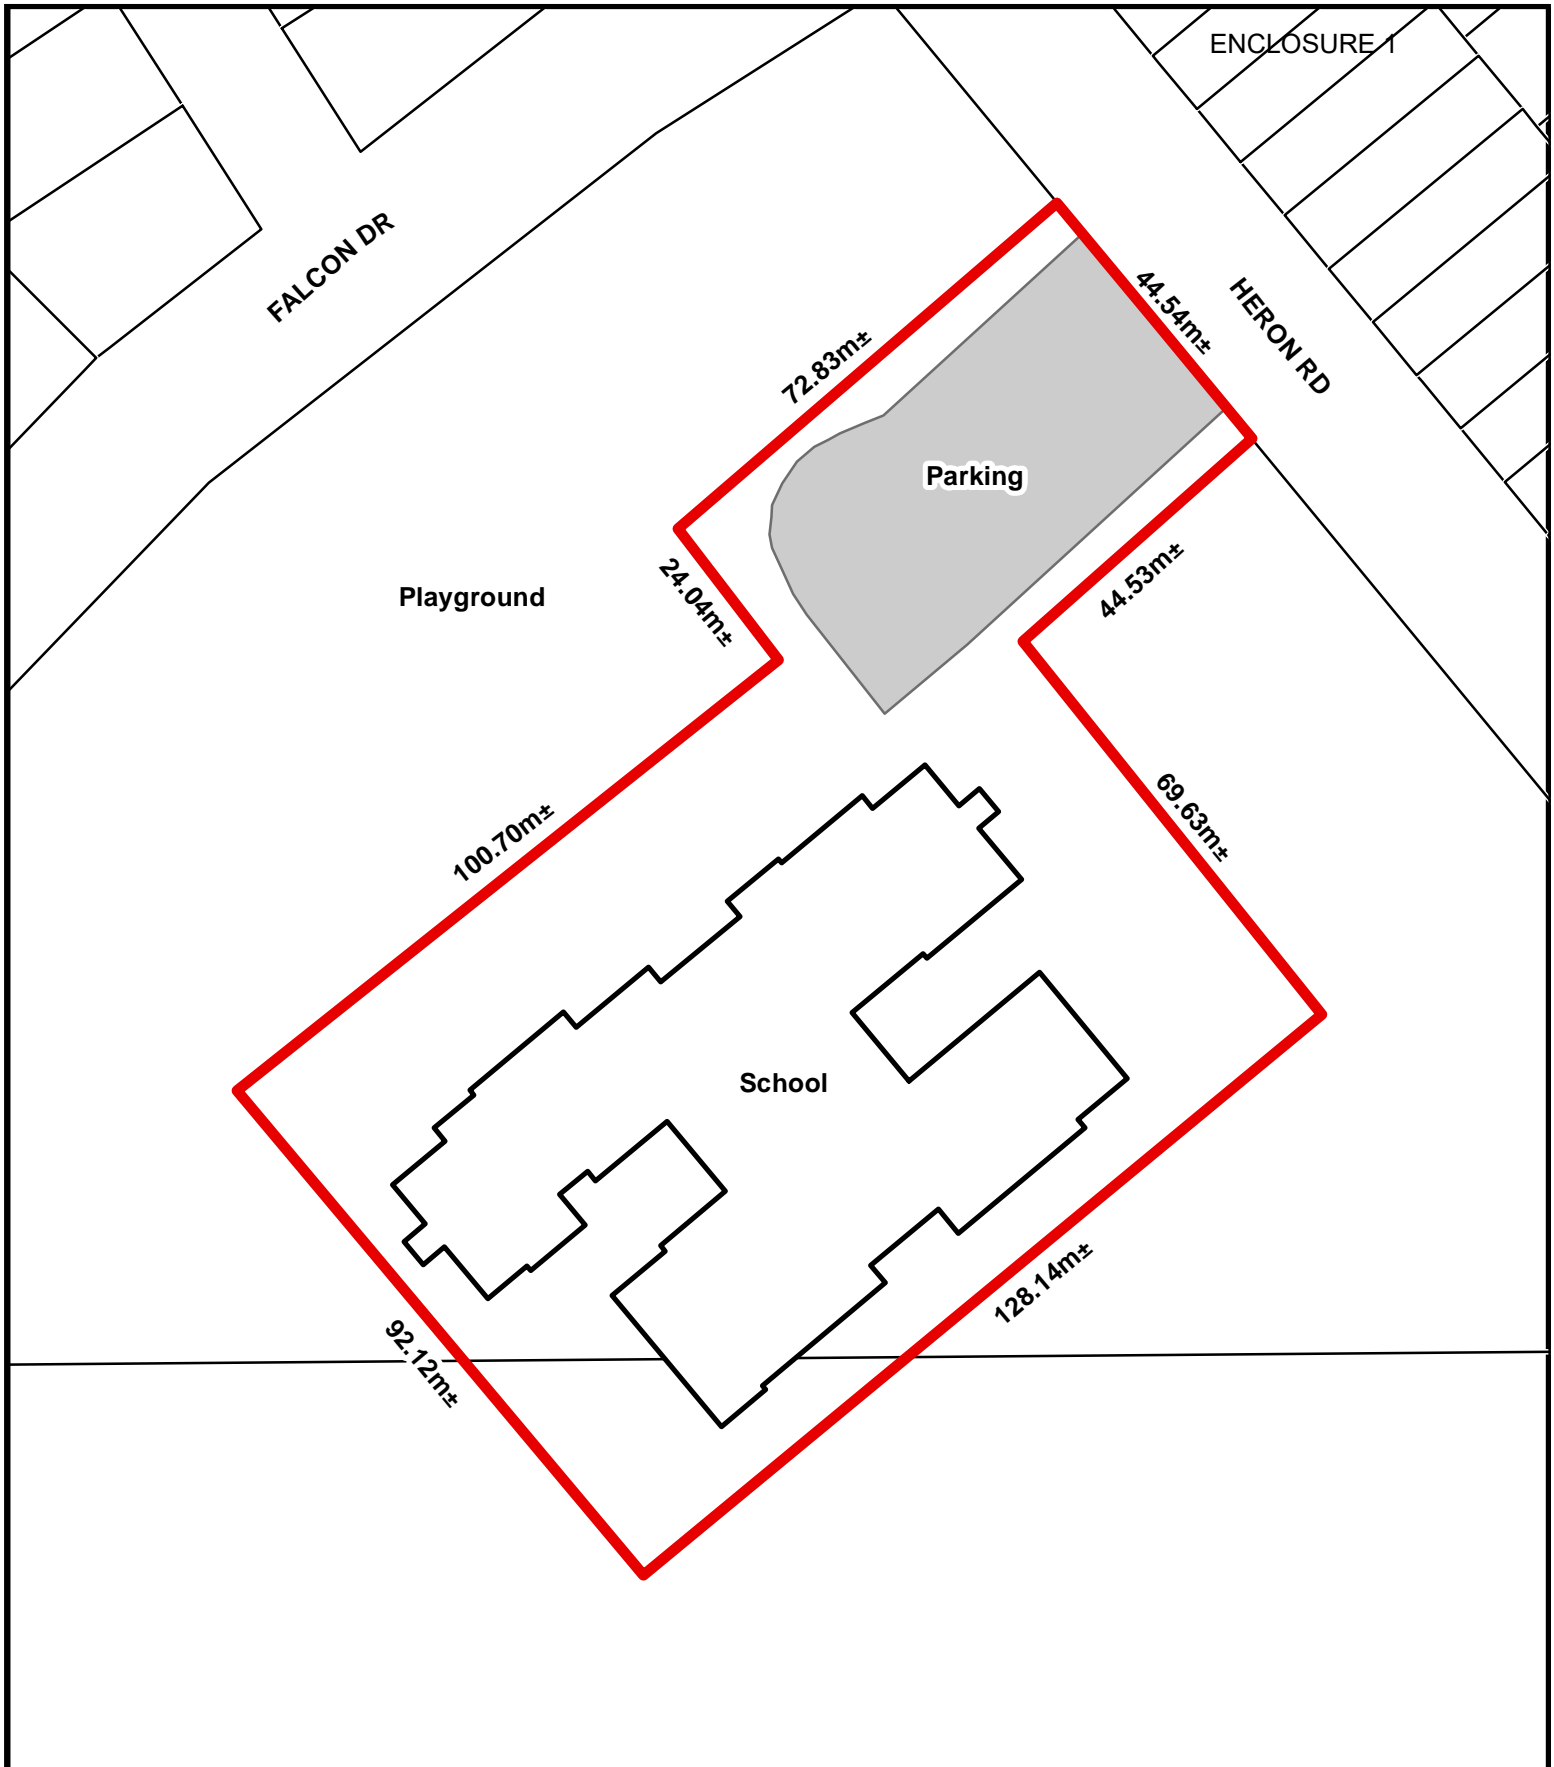 ENCLOSURE 1
FALCON DR
HERON RD
44.54m±
72.83m±
Parking
24.04m±
44.53m±
Playground
100.70m±
69.63m±
School
128.14m±
92.12m±